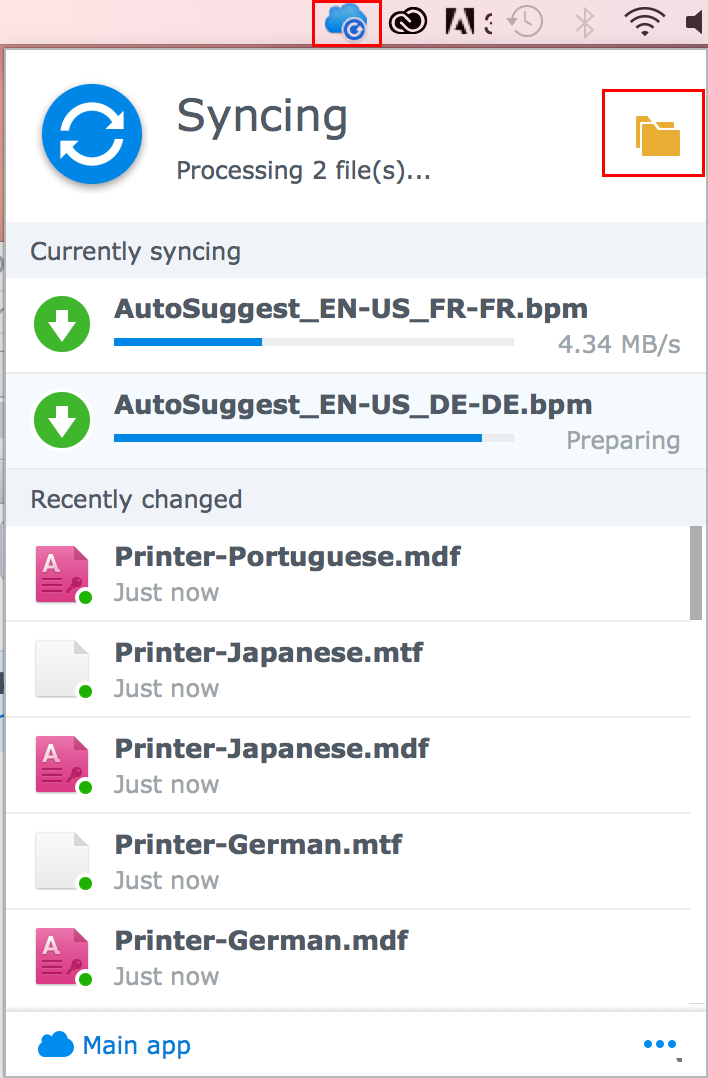 3
Syncing
Processing 2 file(s)...
Currently syncing
AutoSuggest_EN-US_FR-FR.bpm
4.34 MB/s
AutoSuggest_EN-US_DE-DE.bpm
Preparing
Recently changed
Printer-Portuguese.mdf
Just now
Printer-Japanese.mtf
Just now
Printer-Japanese.mdf
Just now
Printer-German.mtf
Just now
Printer-German.mdf
Just now
Main app